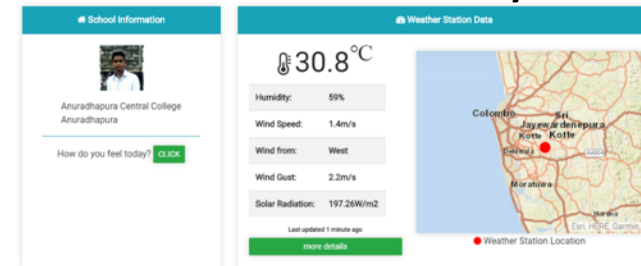 School Information
Anuradhapura Central College
Anuradhapura
How do you feel today? CLICK
Weather Station Data
30.8°C
Humidity: 59%
Wind Speed: 1.4m/s
Wind from: West
Wind Gust: 2.2m/s
Solar Radiation: 197.26W/m2
Last updated 1 minute ago
more details
Colombo
Sri
Jayewardenepura
Kotte Kotte
Dehiwala
Moratuwa
Horana
Esri, HERE, Garmin,
Weather Station Location